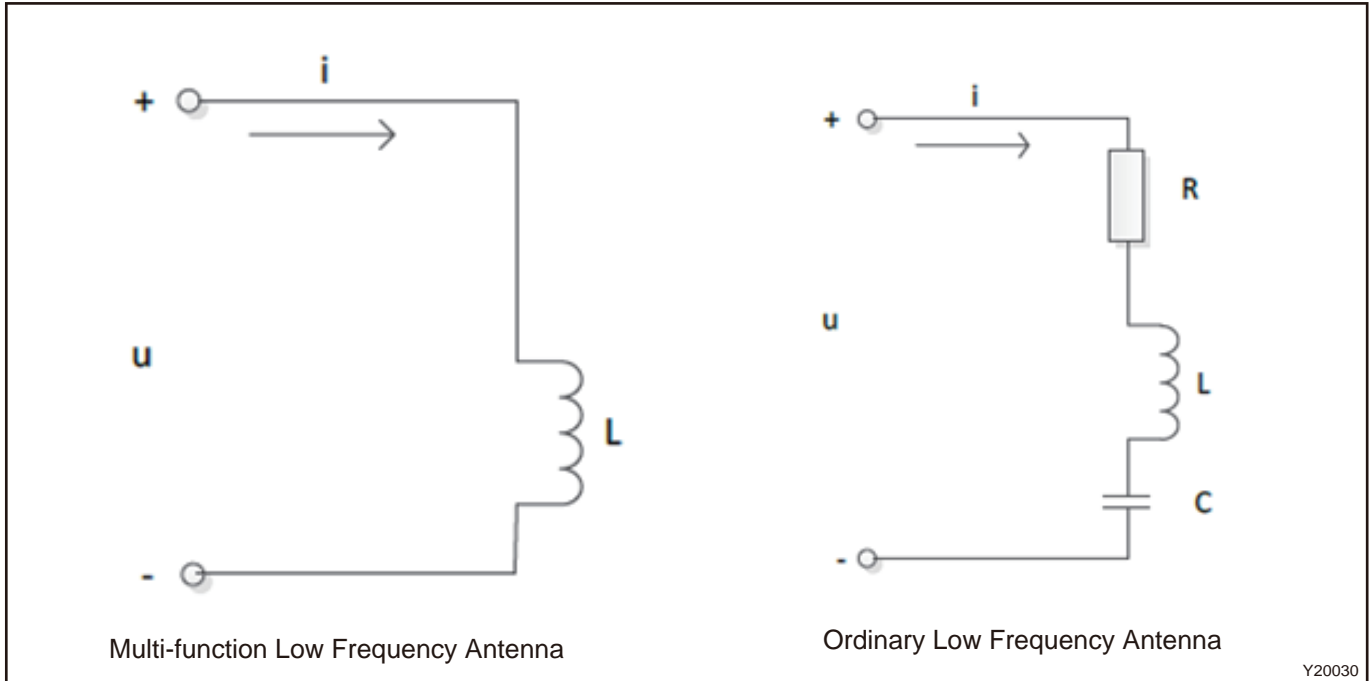 i
+
u
L
-
Multi-function Low Frequency Antenna
i
+
R
u
L
C
-
Ordinary Low Frequency Antenna
Y20030